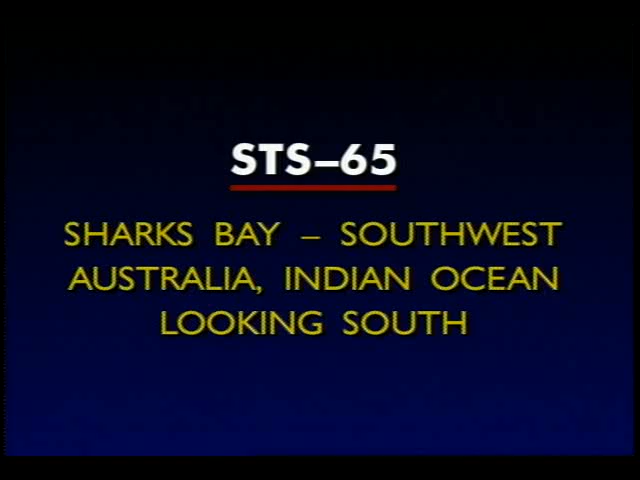 STS–65
SHARKS BAY – SOUTHWEST
AUSTRALIA, INDIAN OCEAN
LOOKING SOUTH